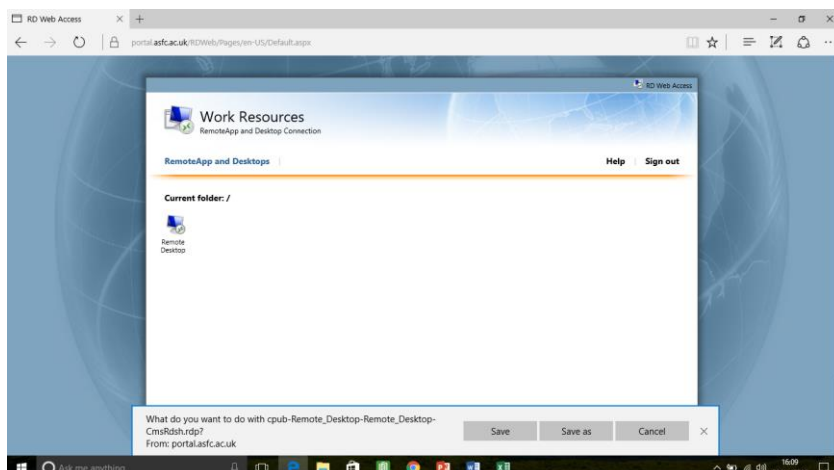 RD Web Access
portal.asfc.ac.uk/RDWeb/Pages/en-US/Default.aspx
RD Web Access
Work Resources
RemoteApp and Desktop Connection
RemoteApp and Desktops
Help
Sign out
Current folder: /
Remote
Desktop
What do you want to do with cpub-Remote_Desktop-Remote_Desktop-
CmsRdsh.rdp?
From: portal.asfc.ac.uk
Save
Save as
Cancel
Ask me anything
16:09